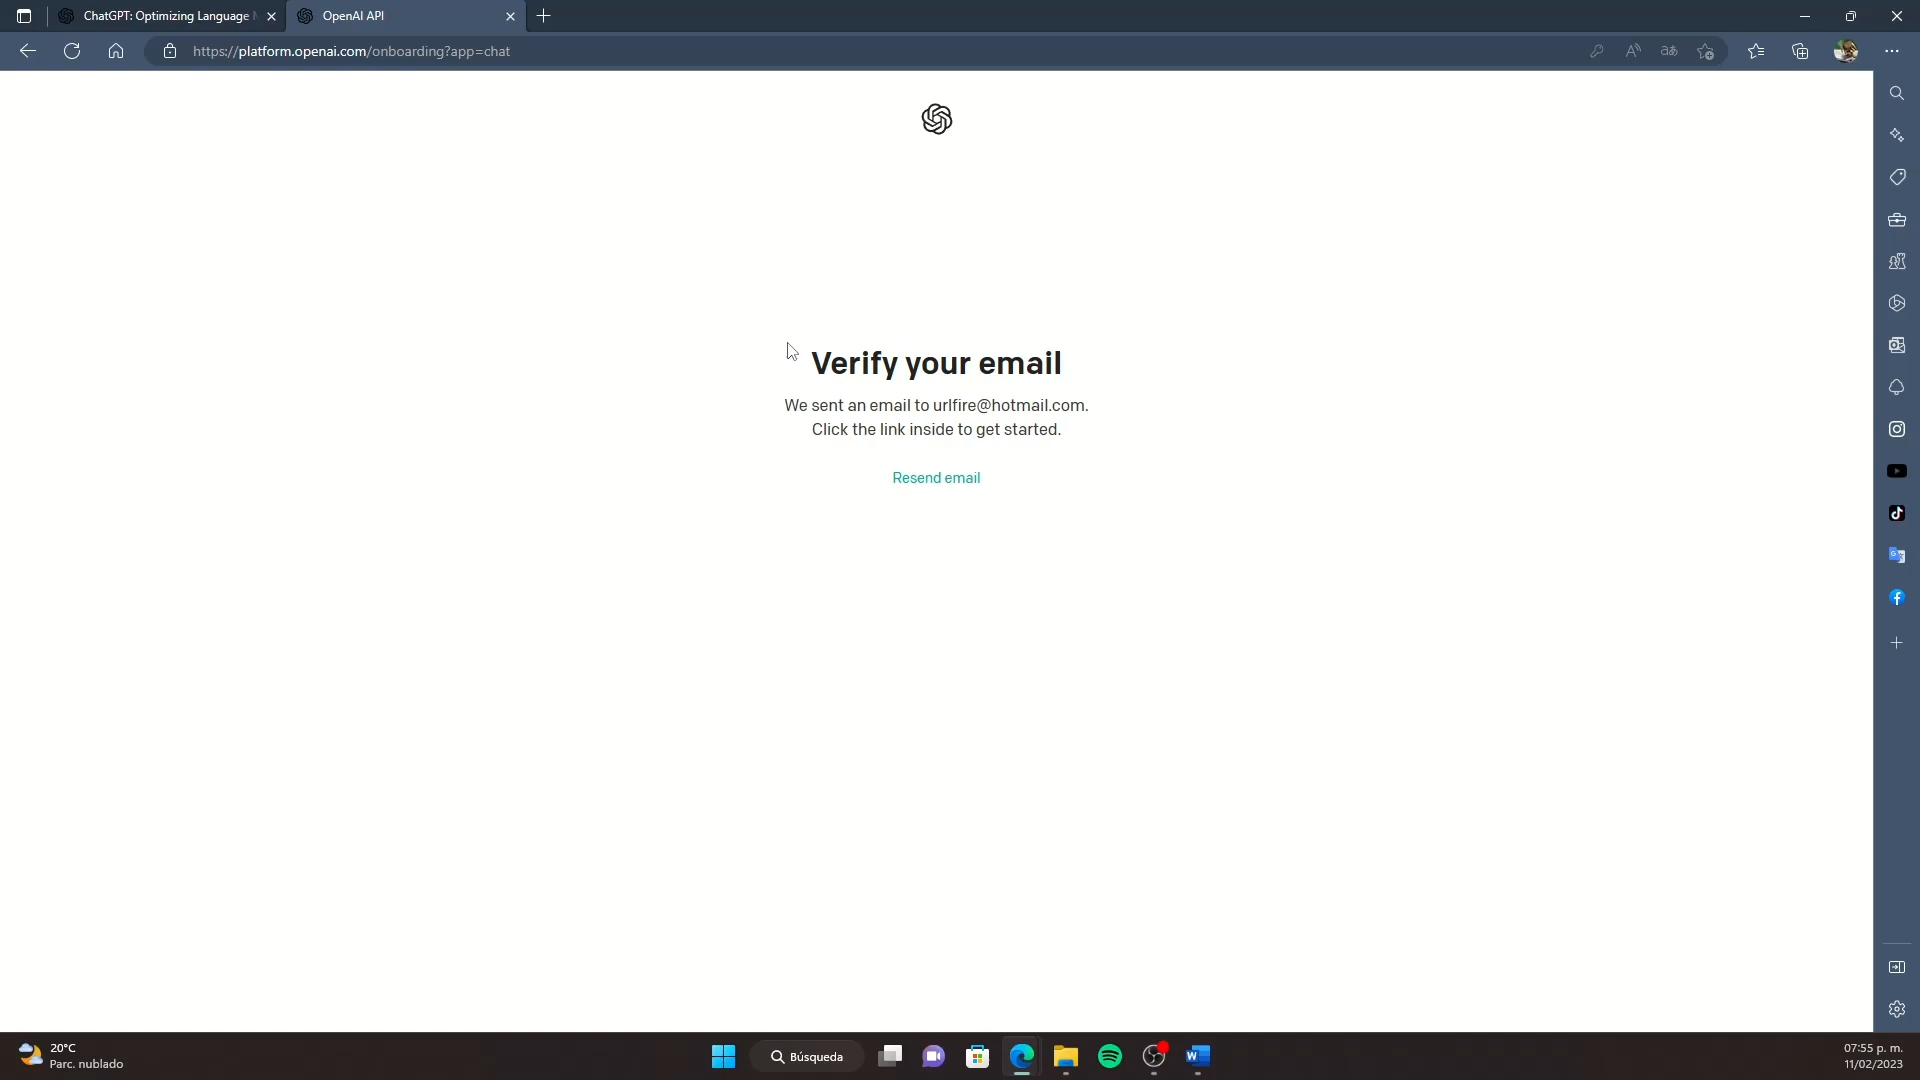 ChatGPT: Optimizing Language
OpenAI API
https://platform.openai.com/onboarding?app=chat
Verify your email
We sent an email to urlfire@hotmail.com.
Click the link inside to get started.
Resend email
20°C
Parc. nublado
Búsqueda
07:55 p. m.
11/02/2023